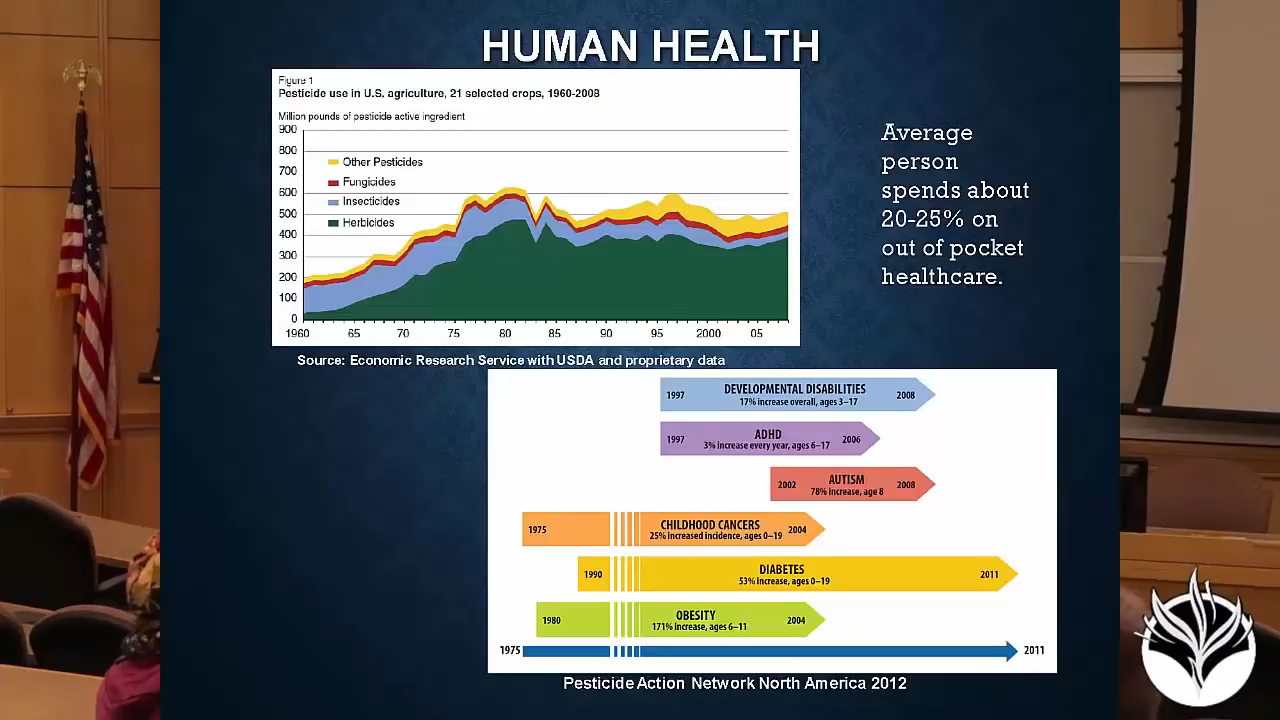 HUMAN HEALTH
Figure 1
Pesticide use in U.S. agriculture, 21 selected crops, 1960-2008
Million pounds of pesticide active ingredient
900
800
700
600
500
400
300
200
100
0
Other Pesticides
Fungicides
Insecticides
Herbicides
1960 65 70 75 80 85 90 95 2000 05
Source: Economic Research Service with USDA and proprietary data
Average
person
spends about
20-25% on
out of pocket
healthcare.
1997 DEVELOPMENTAL DISABILITIES 2008
17% increase overall, ages 3–17
1997 ADHD 2006
3% increase every year, ages 6–17
2002 AUTISM 2008
78% increase, age 8
1975 CHILDHOOD CANCERS 2004
25% increased incidence, ages 0–19
1990 DIABETES 2011
53% increase, ages 0–19
1980 OBESITY 2004
171% increase, ages 6–11
1975 2011
Pesticide Action Network North America 2012